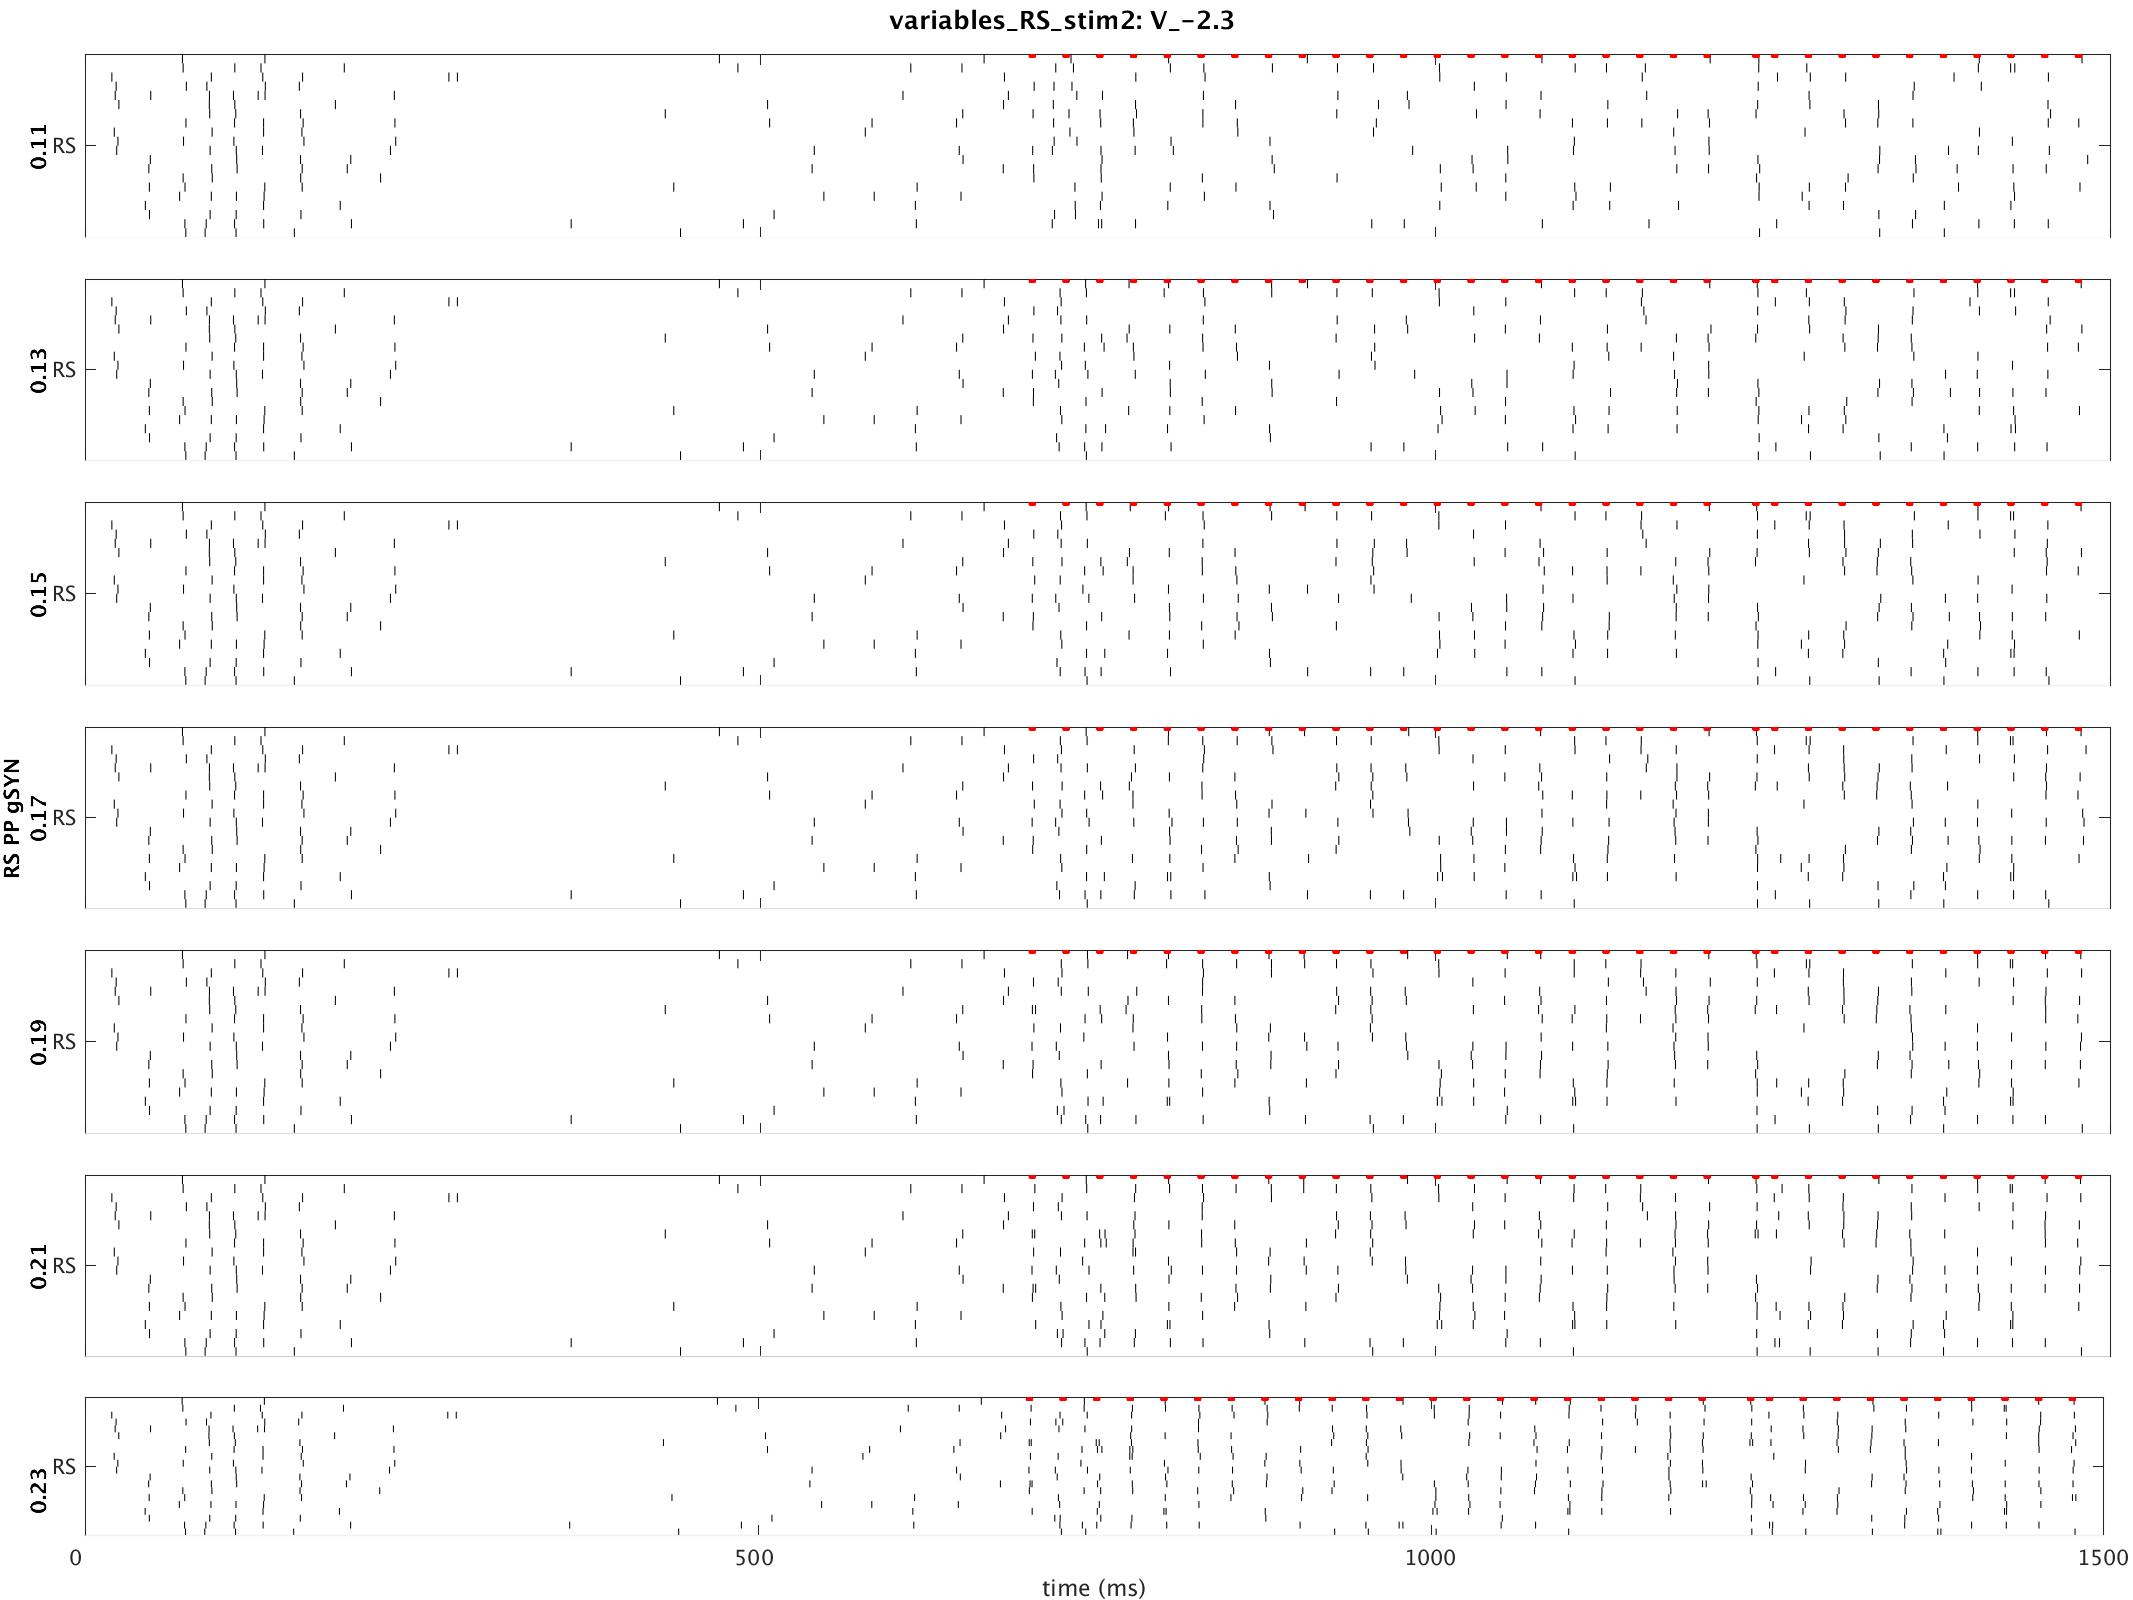 variables_RS_stim2: V_-2.3
RS PP gSYN
0.11
RS
0.13
RS
0.15
RS
0.17
RS
0.19
RS
0.21
RS
0.23
RS
0 500 1000 1500
time (ms)